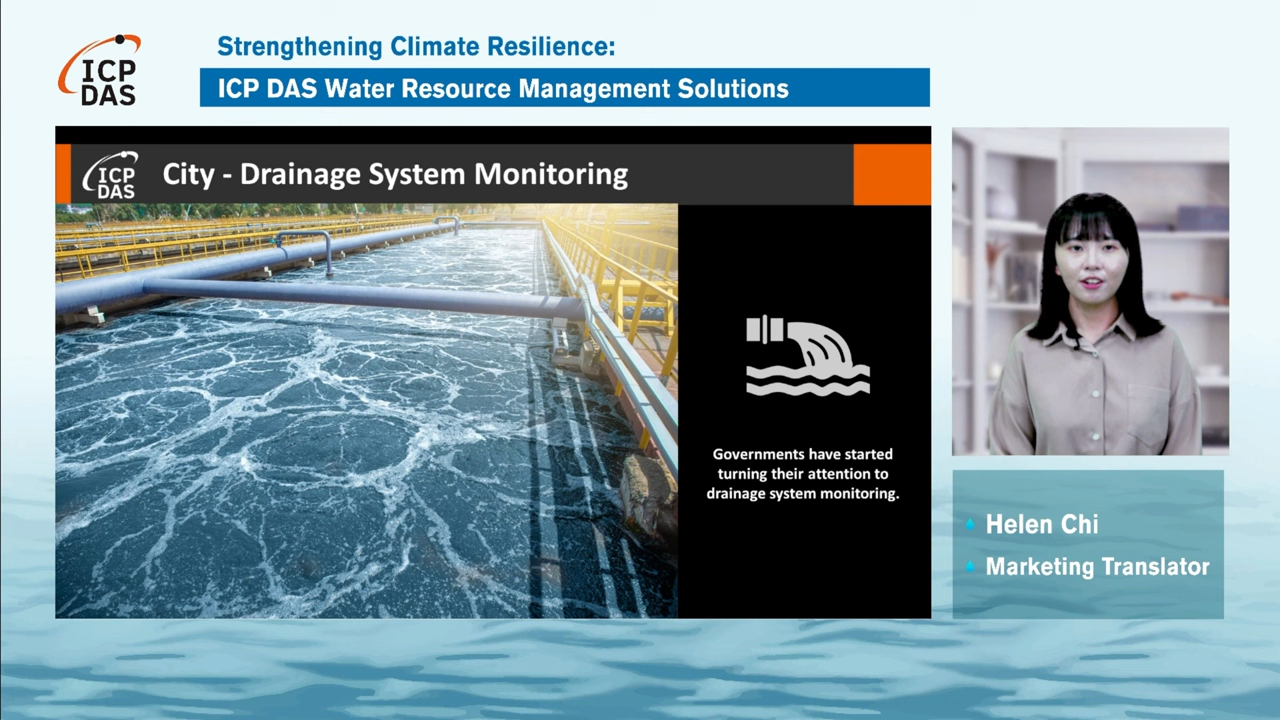 ICP
DAS
Strengthening Climate Resilience:
ICP DAS Water Resource Management Solutions
ICP
DAS
City - Drainage System Monitoring
Governments have started
turning their attention to
drainage system monitoring.
Helen Chi
Marketing Translator